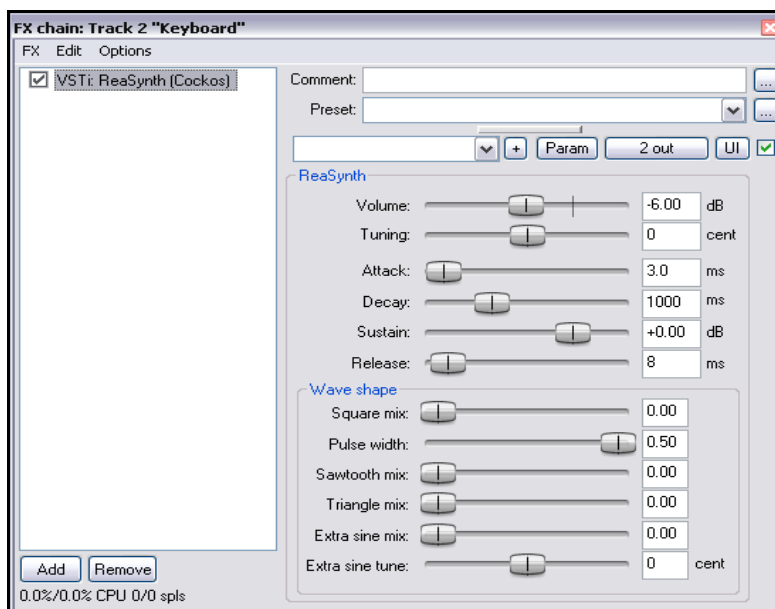 FX chain: Track 2 "Keyboard"
FX Edit Options
VSTi: ReaSynth (Cockos)
Comment: ...
Preset: ...
+ Param 2 out UI
ReaSynth
Volume: -6.00 dB
Tuning: 0 cent
Attack: 3.0 ms
Decay: 1000 ms
Sustain: +0.00 dB
Release: 8 ms
Wave shape
Square mix: 0.00
Pulse width: 0.50
Sawtooth mix: 0.00
Triangle mix: 0.00
Extra sine mix: 0.00
Extra sine tune: 0 cent
Add Remove
0.0%/0.0% CPU 0/0 spls